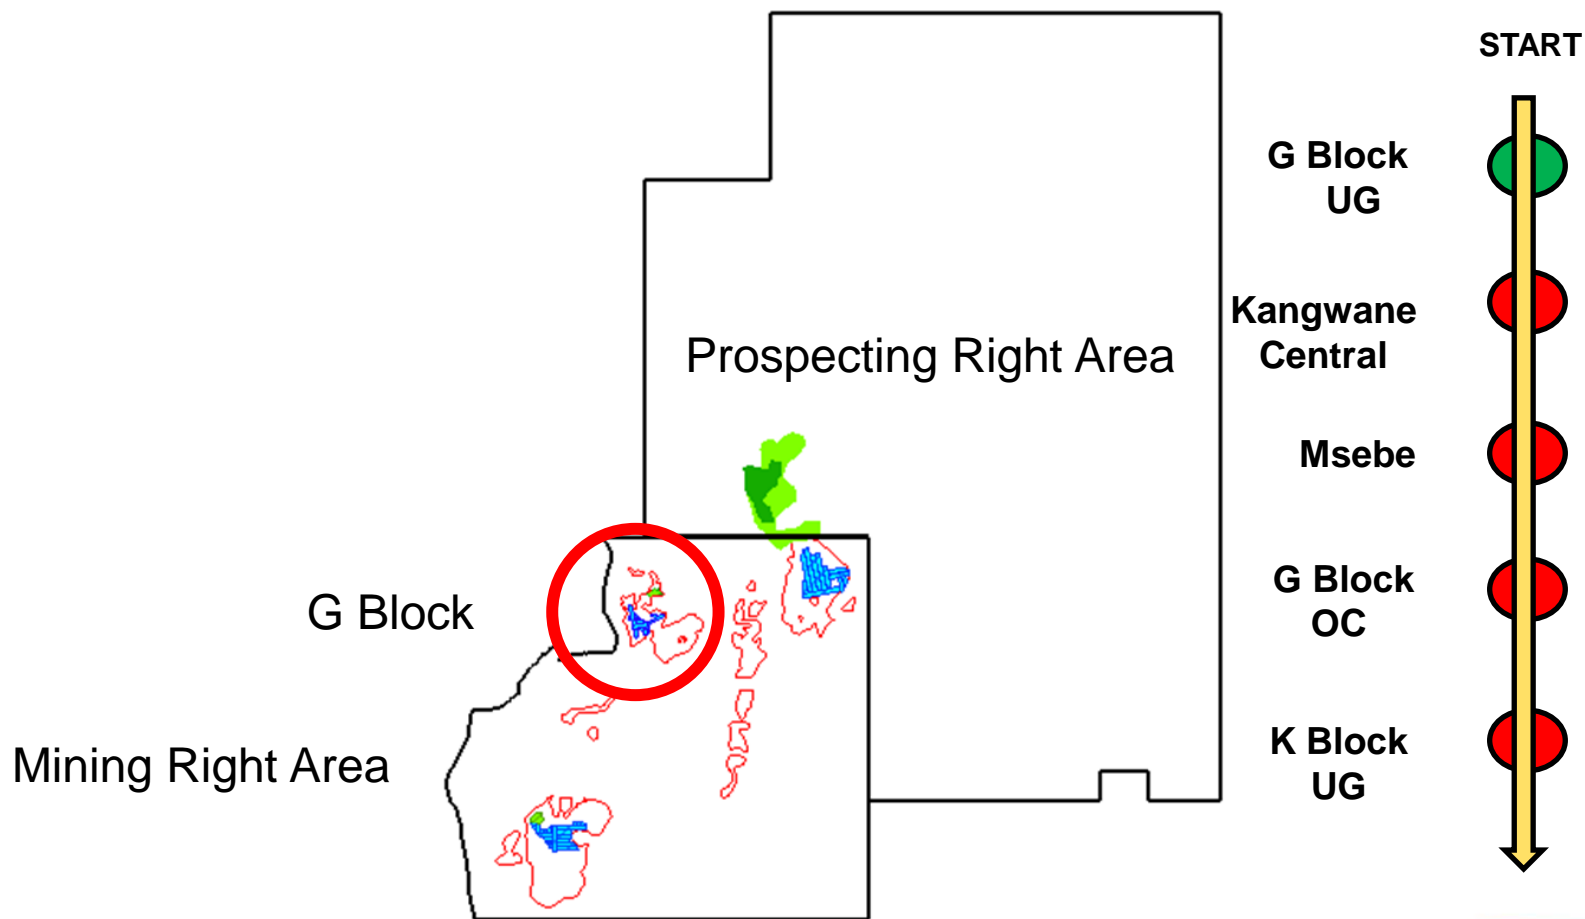 START
G Block
UG
Kangwane
Central
Prospecting Right Area
Msebe
G Block
OC
G Block
K Block
UG
Mining Right Area